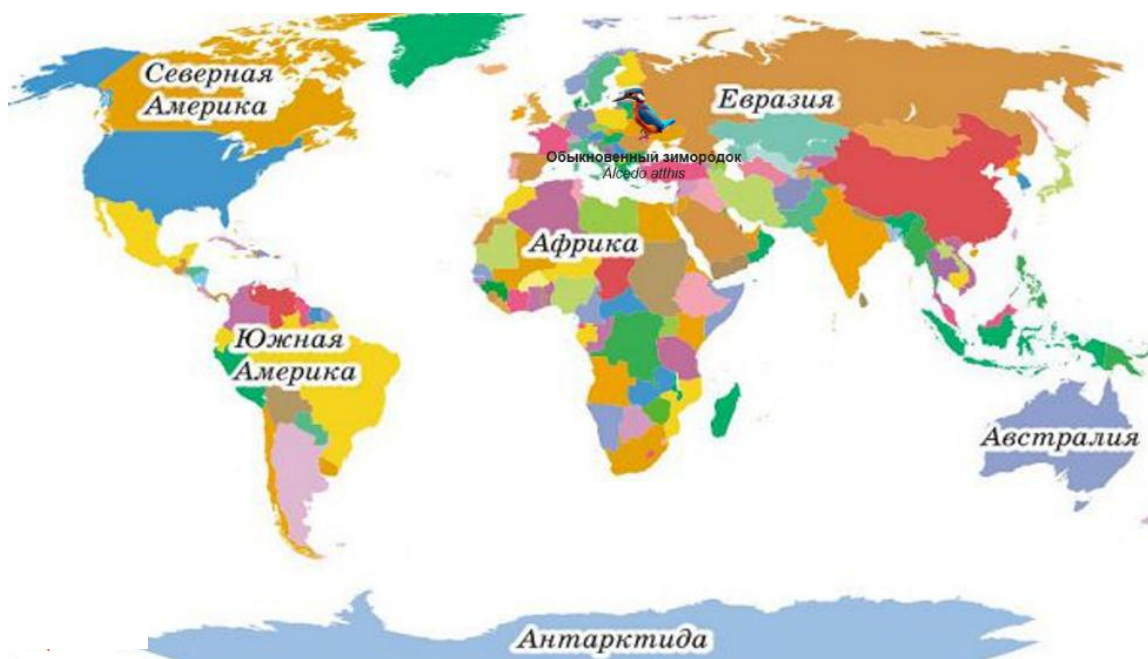 Северная
Америка
Евразия
Обыкновенный зимородок
Alcedo atthis
Африка
Южная
Америка
Австралия
Антарктида